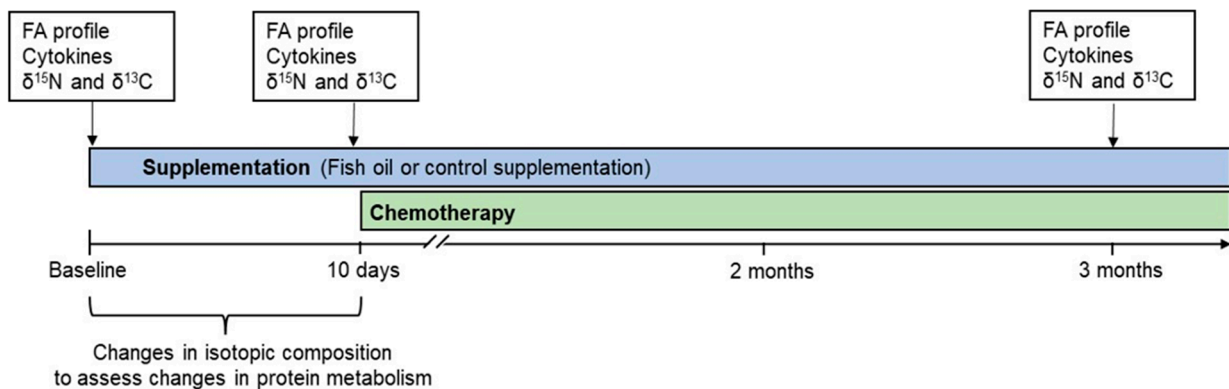 FA profile
Cytokines
δ¹⁵N and δ¹³C
FA profile
Cytokines
δ¹⁵N and δ¹³C
FA profile
Cytokines
δ¹⁵N and δ¹³C
Supplementation (Fish oil or control supplementation)
Chemotherapy
Baseline
10 days
2 months
3 months
Changes in isotopic composition
to assess changes in protein metabolism